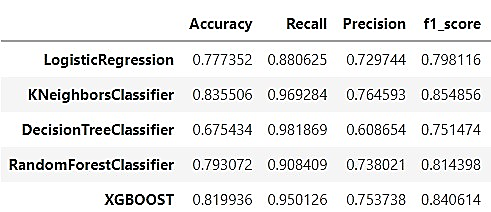 Accuracy Recall Precision f1_score
LogisticRegression 0.777352 0.880625 0.729744 0.798116
KNeighborsClassifier 0.835506 0.969284 0.764593 0.854856
DecisionTreeClassifier 0.675434 0.981869 0.608654 0.751474
RandomForestClassifier 0.793072 0.908409 0.738021 0.814398
XGBOOST 0.819936 0.950126 0.753738 0.840614